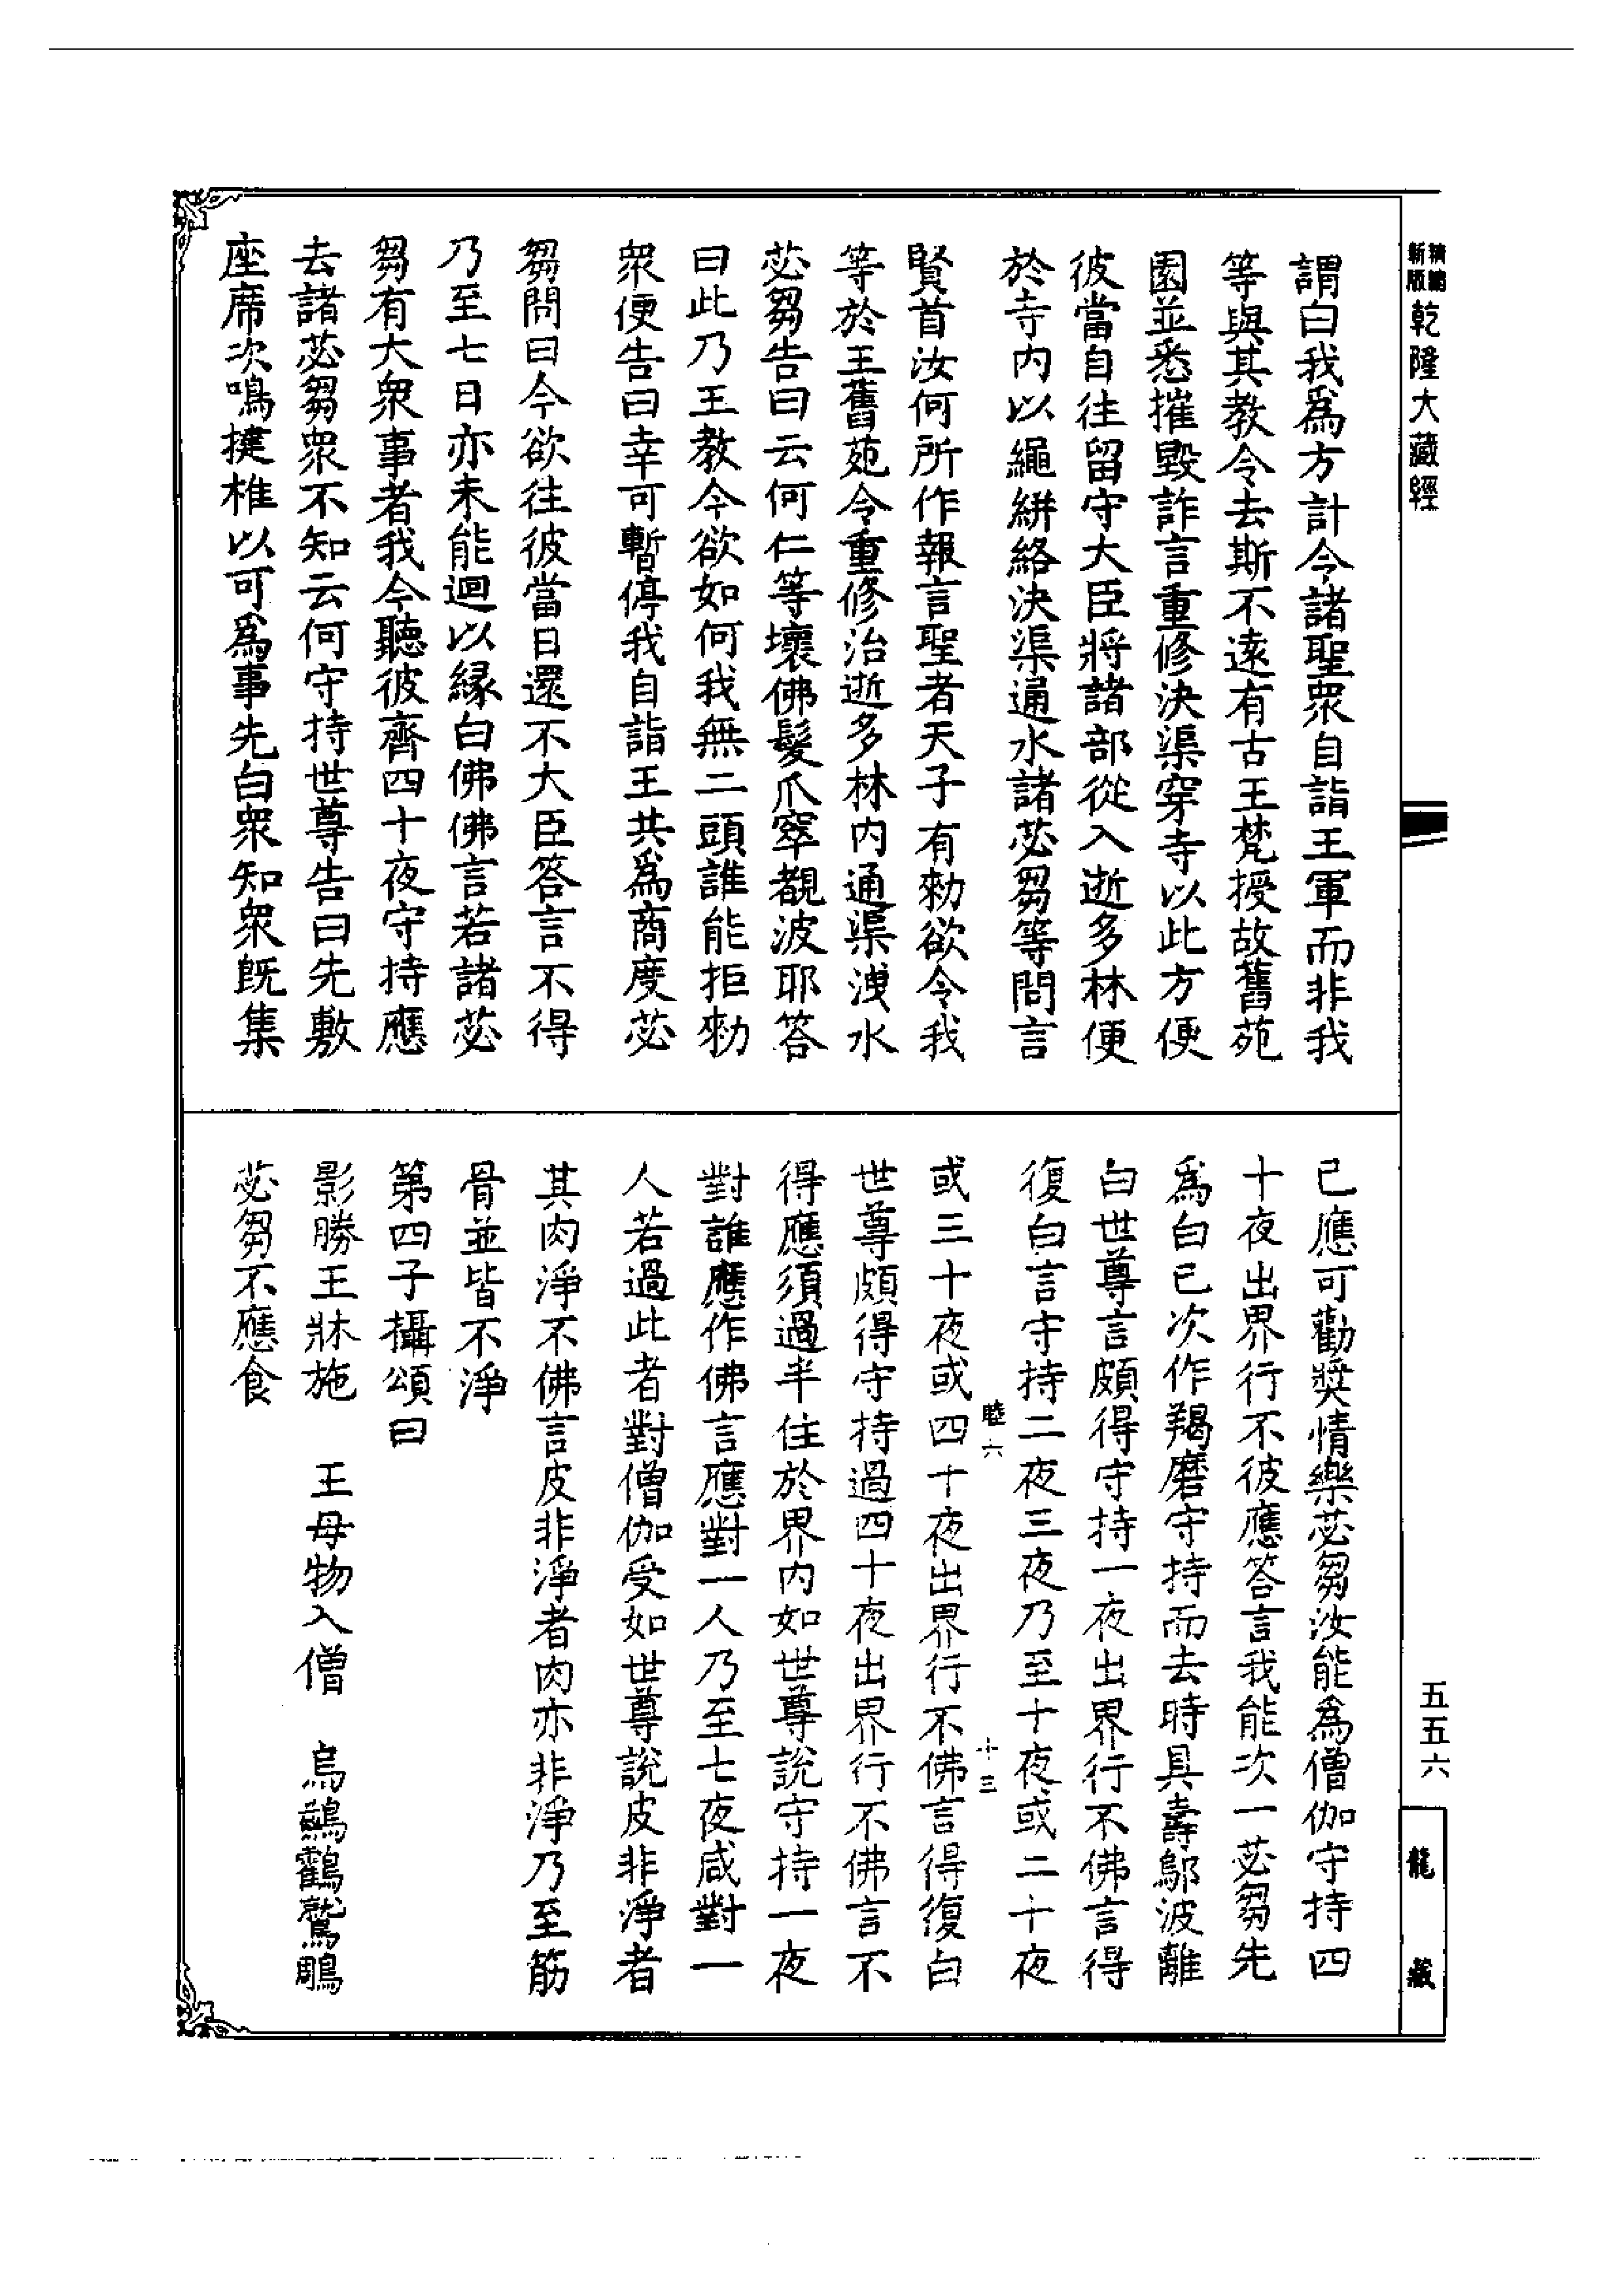 新版
精編
乾隆大藏經
謂曰我為方計令諸聖眾自詣王軍而非我
等與其教令去斯不遠有古王梵授故舊苑
園並悉摧毀詐言重修決渠穿寺以此方便
彼當自往留守大臣將諸部從入逝多林便
於寺內以繩絣絡決渠通水諸苾芻等問言
賢首汝何所作報言聖者天子有勅欲令我
等於王舊苑令重修治逝多林內通渠洩水
苾芻告曰云何仁等壞佛髮爪窣覩波耶答
曰此乃王教今欲如何我無二頭誰能拒勅
眾便告曰幸可暫停我自詣王共為商度苾
芻問曰今欲往彼當日還不大臣答言不得
乃至七日亦未能迴以緣白佛佛言若諸苾
芻有大眾事者我今聽彼齊四十夜守持應
去諸苾芻眾不知云何守持世尊告曰先敷
座席次鳴揵椎以可為事先白眾知眾既集
已應可勸獎情樂苾芻汝能為僧伽守持四
十夜出界行不彼應答言我能次一苾芻先
為白已次作羯磨守持而去時具壽鄔波離
白世尊言頗得守持一夜出界行不佛言得
復白言守持二夜三夜乃至十夜或二十夜
睦六
十三
或三十夜或四十夜出界行不佛言得復白
世尊頗得守持過四十夜出界行不佛言不
得應須過半住於界內如世尊說守持一夜
對誰應作佛言應對一人乃至七夜咸對一
人若過此者對僧伽受如世尊說皮非淨者
其肉淨不佛言皮非淨者肉亦非淨乃至筋
骨並皆不淨
第四子攝頌曰
影勝王牀施　王母物入僧　烏鷀鸛鷲鵰
苾芻不應食
五五六
龍藏